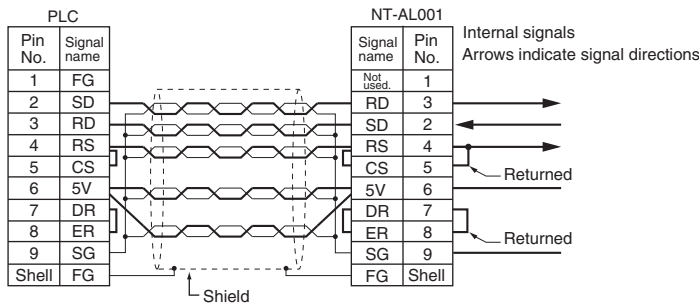 PLC
NT-AL001
Pin No. Signal name
1 FG
2 SD
3 RD
4 RS
5 CS
6 5V
7 DR
8 ER
9 SG
Shell FG
Signal name Pin No.
Not used. 1
RD 3
SD 2
RS 4
CS 5
5V 6
DR 7
ER 8
SG 9
FG Shell
Internal signals
Arrows indicate signal directions
Returned
Returned
Shield